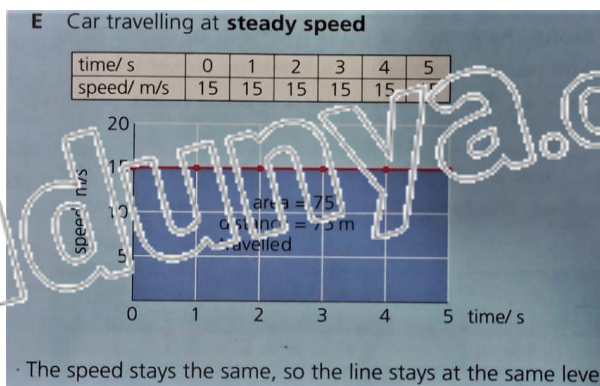 E Car travelling at steady speed
time/ s 0 1 2 3 4 5
speed/ m/s 15 15 15 15 15
20
15
10
5
speed/ m/s
area = 75
distance = 75 m
travelled
0 1 2 3 4 5 time/ s
The speed stays the same, so the line stays at the same leve
dunya.c